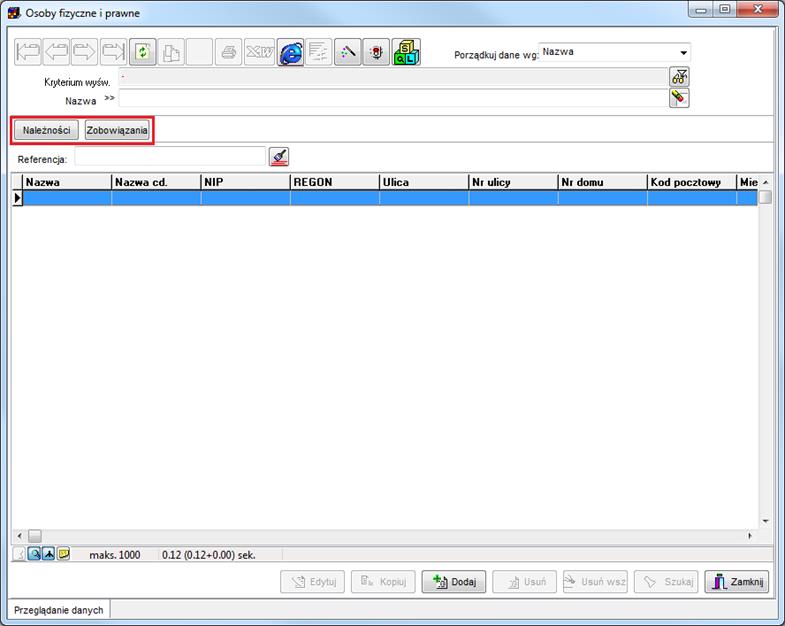 Osoby fizyczne i prawne
XW
SQL
Porządkuj dane wg: Nazwa
Kryterium wyśw. -
Nazwa >>
Należności Zobowiązania
Referencja:
Nazwa Nazwa cd. NIP REGON Ulica Nr ulicy Nr domu Kod pocztowy Mie
maks. 1000 0.12 (0.12+0.00) sek.
Edytuj Kopiuj Dodaj Usuń Usuń wsz Szukaj Zamknij
Przeglądanie danych